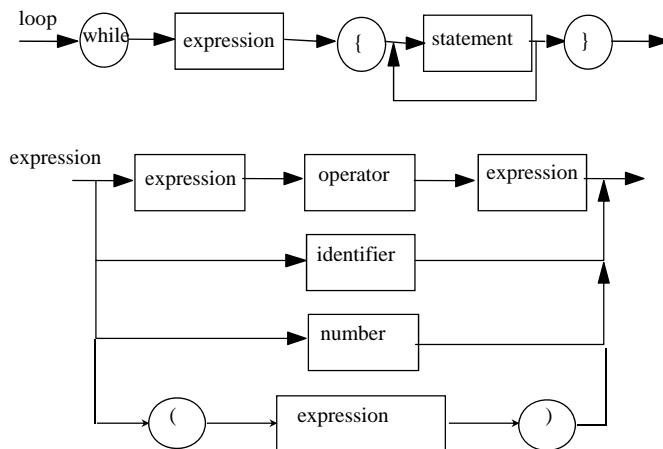 loop
while expression { statement }
expression
expression operator expression
identifier
number
( expression )